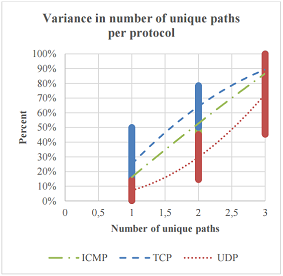 Variance in number of unique paths
per protocol
100%
90%
80%
70%
60%
50%
40%
30%
20%
10%
0%
Percent
0 0,5 1 1,5 2 2,5 3
Number of unique paths
ICMP TCP UDP